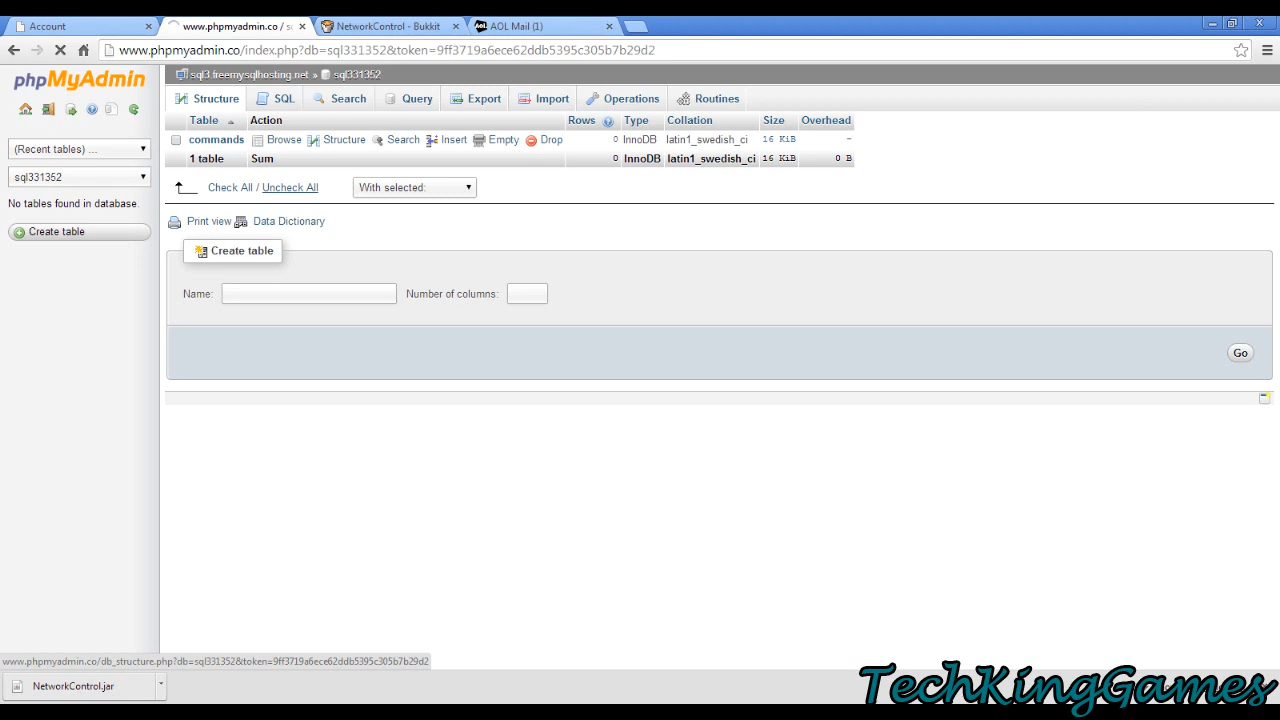 Account
www.phpmyadmin.co / s
NetworkControl - Bukkit
AOL Mail (1)
www.phpmyadmin.co/index.php?db=sql331352&token=9ff3719a6ece62ddb5395c305b7b29d2
phpMyAdmin
(Recent tables) ...
sql331352
No tables found in database.
Create table
sql3.freemysqlhosting.net » sql331352
Structure SQL Search Query Export Import Operations Routines
Table Action Rows Type Collation Size Overhead
commands Browse Structure Search Insert Empty Drop 0 InnoDB latin1_swedish_ci 16 KiB -
1 table Sum 0 InnoDB latin1_swedish_ci 16 KiB 0 B
Check All / Uncheck All With selected:
Print view Data Dictionary
Create table
Name: Number of columns:
Go
www.phpmyadmin.co/db_structure.php?db=sql331352&token=9ff3719a6ece62ddb5395c305b7b29d2
NetworkControl.jar
TechKingGames